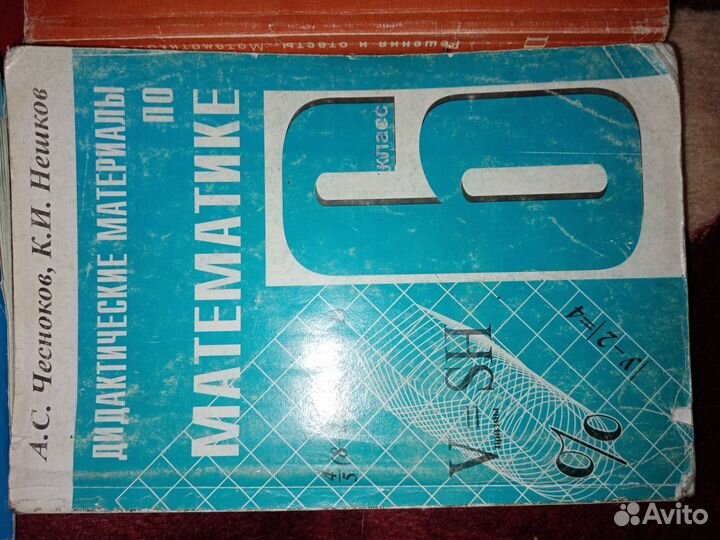 А.С. Чесноков, К.И. Нешков
ДИДАКТИЧЕСКИЕ МАТЕРИАЛЫ
ПО
МАТЕМАТИКЕ
6
класс
V=SH
|y−2|=4
%
Решения и ответы
Avito